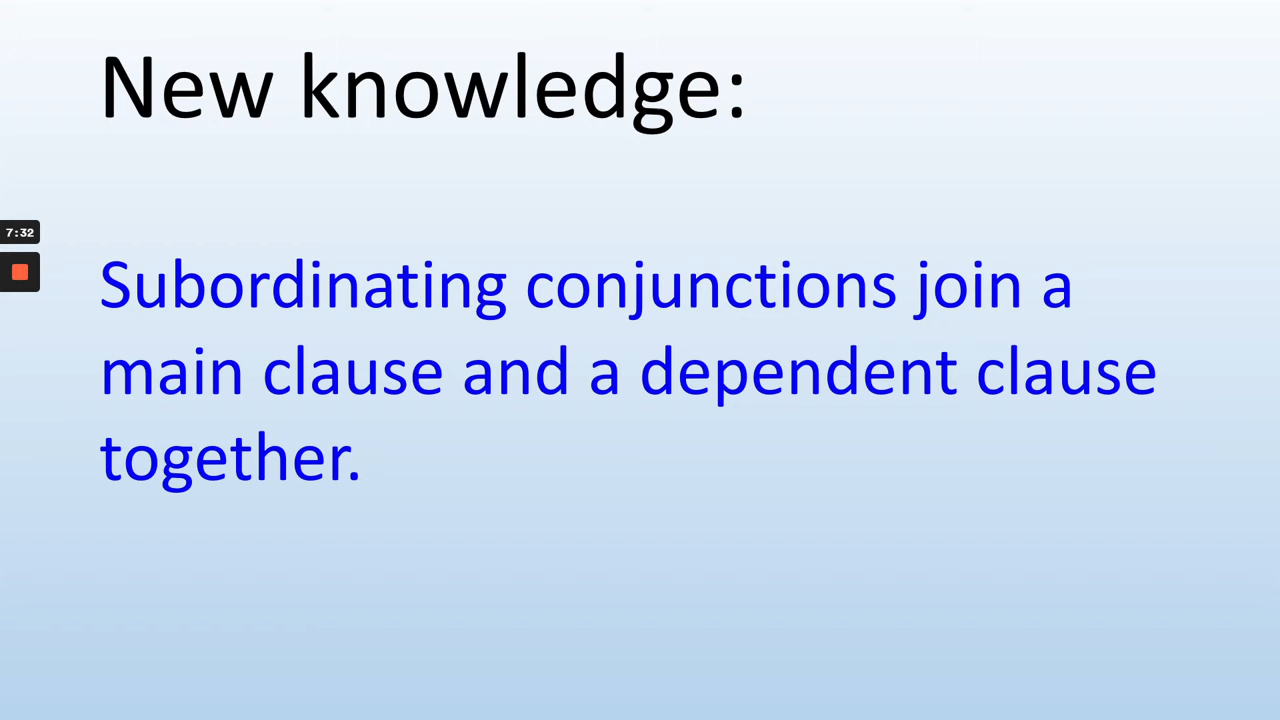 New knowledge:
7:32
Subordinating conjunctions join a
main clause and a dependent clause
together.